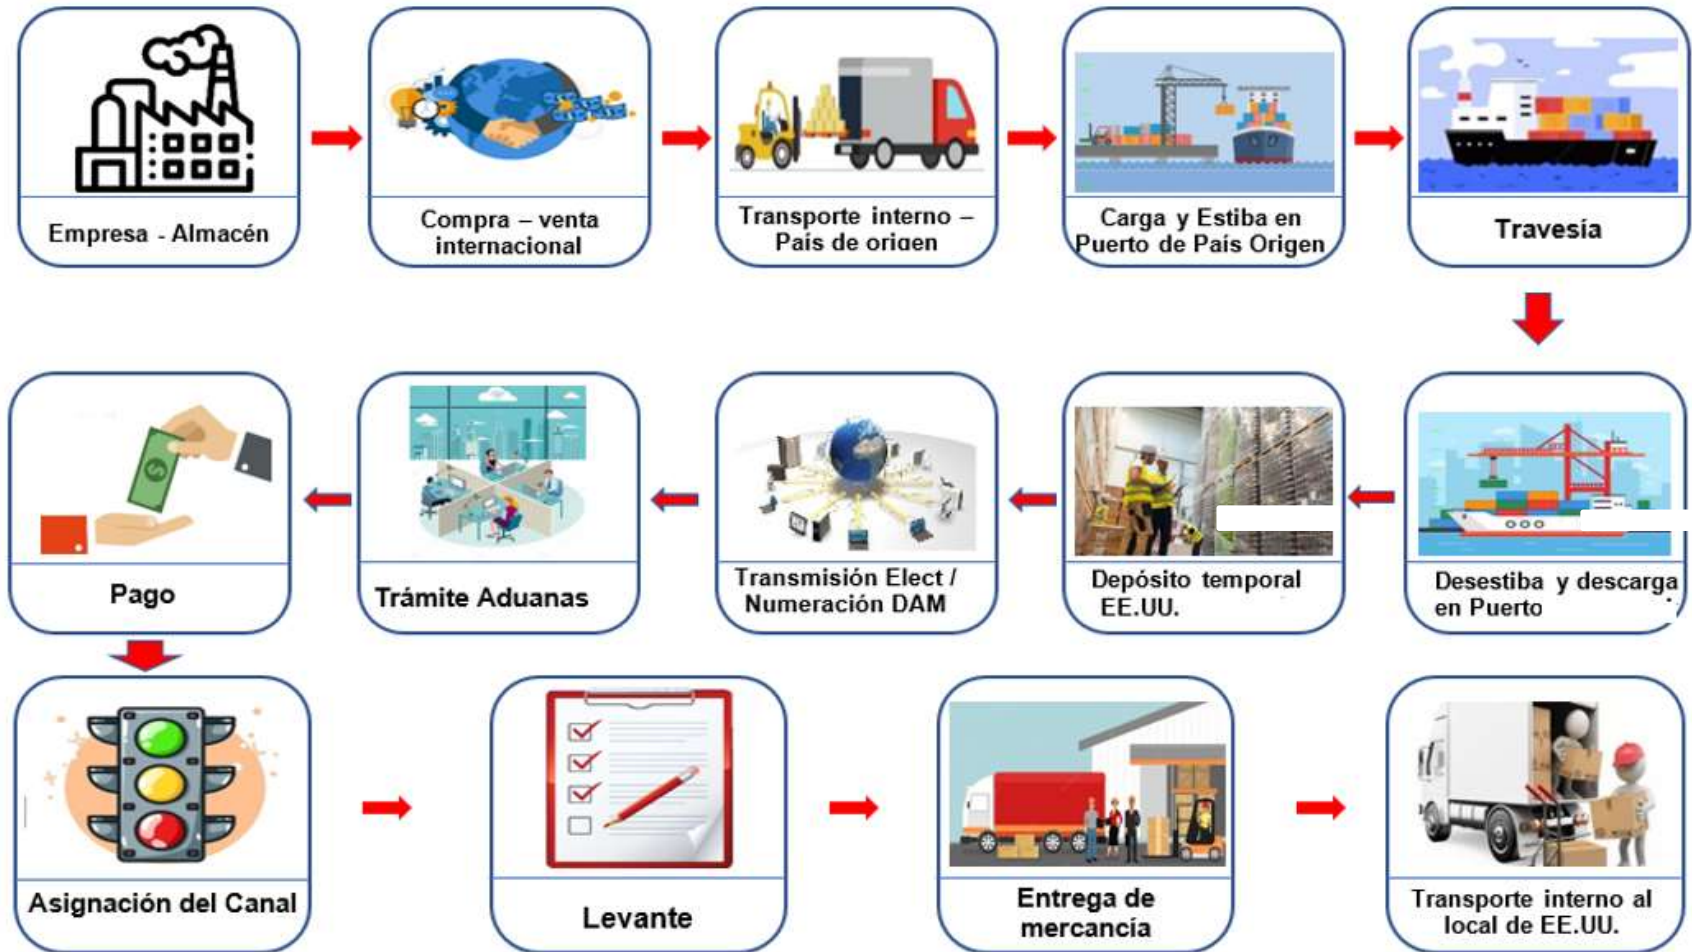 Empresa - Almacén
Compra – venta
internacional
Transporte interno –
País de origen
Carga y Estiba en
Puerto de País Origen
Travesía
Desestiba y descarga
en Puerto
Depósito temporal
EE.UU.
Transmisión Elect /
Numeración DAM
Trámite Aduanas
Pago
Asignación del Canal
Levante
Entrega de
mercancía
Transporte interno al
local de EE.UU.